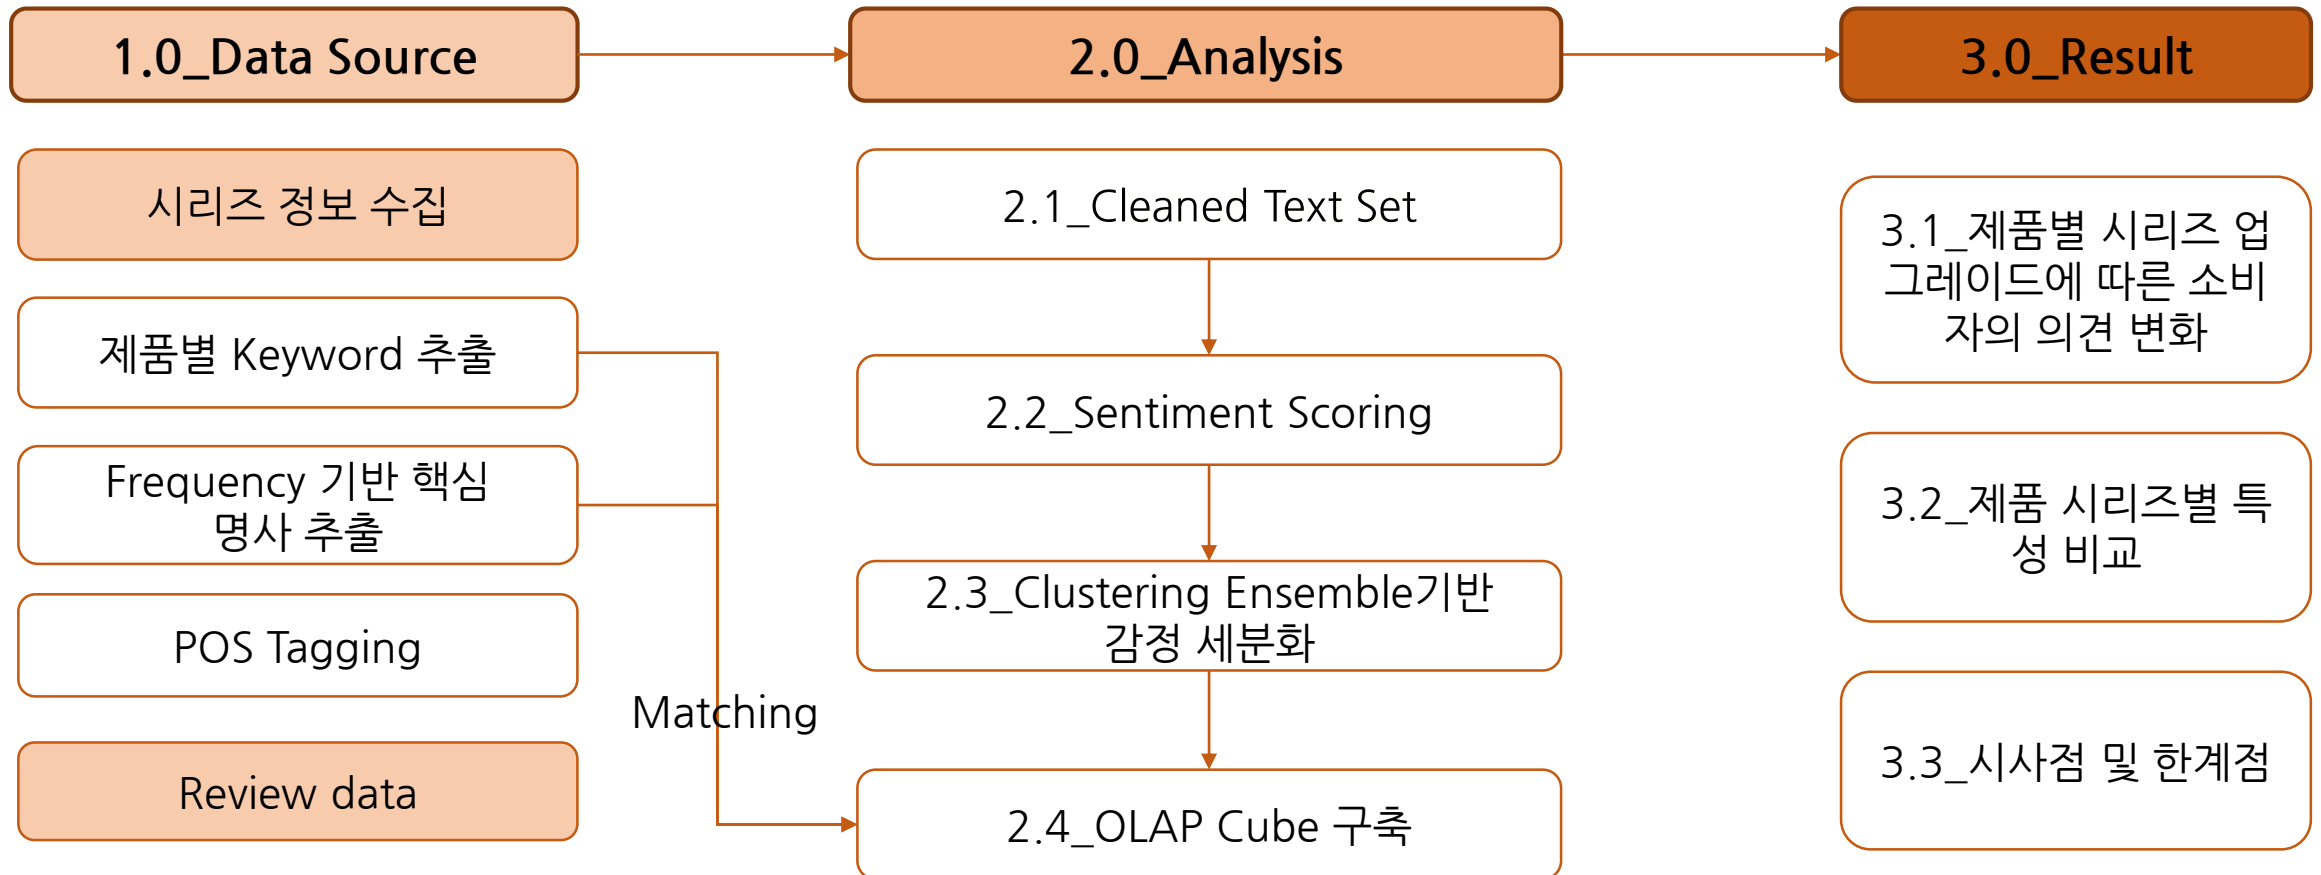 1.0_Data Source
2.0_Analysis
3.0_Result
시리즈 정보 수집
제품별 Keyword 추출
Frequency 기반 핵심
명사 추출
POS Tagging
Review data
Matching
2.1_Cleaned Text Set
2.2_Sentiment Scoring
2.3_Clustering Ensemble기반
감정 세분화
2.4_OLAP Cube 구축
3.1_제품별 시리즈 업
그레이드에 따른 소비
자의 의견 변화
3.2_제품 시리즈별 특
성 비교
3.3_시사점 및 한계점